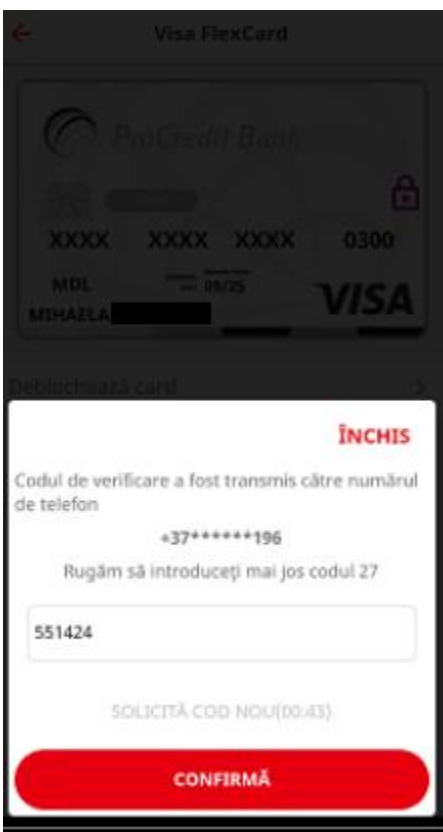 Visa FlexCard
ProCredit Bank
XXXX XXXX XXXX 0300
MDL 09/25
VISA
MIHAELA
Deblochează card
ÎNCHIS
Codul de verificare a fost transmis către numărul
de telefon
+37******196
Rugăm să introduceți mai jos codul 27
551424
SOLICITĂ COD NOU(00:43)
CONFIRMĂ